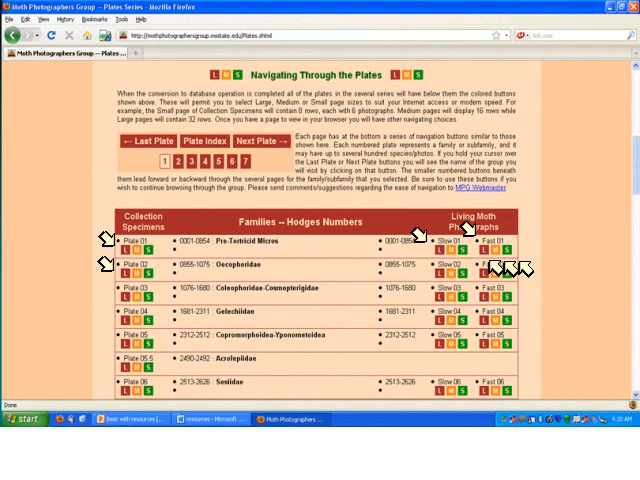 Moth Photographers Group -- Plates Series - Mozilla Firefox
File Edit View History Bookmarks Tools Help
http://mothphotographersgroup.msstate.edu/Plates.shtml
Ask.com
Moth Photographers Group -- Plates ...
L M S Navigating Through the Plates L M S
When the conversion to database operation is completed all of the plates in the several series will have below them the colored buttons
shown above. These will permit you to select Large, Medium or Small page sizes to suit your Internet access or modem speed. For
example, the Small page of Collection Specimens will contain 8 rows, each with 6 photographs. Medium pages will display 16 rows while
Large pages will contain 32 rows. Once you have a page to view in your browser you will have other navigating choices.
← Last Plate Plate Index Next Plate →
1 2 3 4 5 6 7
Each page has at the bottom a series of navigation buttons similar to those
shown here. Each numbered plate represents a family or subfamily, and it
may have up to several hundred species/photos. If you hold your cursor over
the Last Plate or Next Plate buttons you will see the name of the group you
will visit by clicking on that button. The smaller numbered buttons beneath
them lead forward or backward through the several pages for the family/subfamily that you selected. Be sure to use these buttons if you
wish to continue browsing through the group. Please send comments/suggestions regarding the ease of navigation to MPG Webmaster.
Collection Specimens Families -- Hodges Numbers Living Moth Photographs
Plate 01 0001-0854 : Pre-Tortricid Micros 0001-0854 Slow 01 Fast 01
L M S L M S L M S
Plate 02 0855-1075 : Oecophoridae 0855-1075 Slow 02
L M S L M S L M S
Plate 03 1076-1680 : Coleophoridae-Cosmopterigidae 1076-1680 Slow 03 Fast 03
L M S L M S L M S
Plate 04 1681-2311 : Gelechiidae 1681-2311 Slow 04 Fast 04
L M S L M S L M S
Plate 05 2312-2512 : Copromorphoidea-Yponometoidea 2312-2512 Slow 05 Fast 05
L M S L M S L M S
Plate 05.5 2490-2492 : Acrolepiidae
L M S
Plate 06 2513-2626 : Sesiidae 2513-2626 Slow 06 Fast 06
L M S L M S L M S
Done
start Basic with resources [... resources - Microsoft ... Moth Photographers ... 4:20 AM